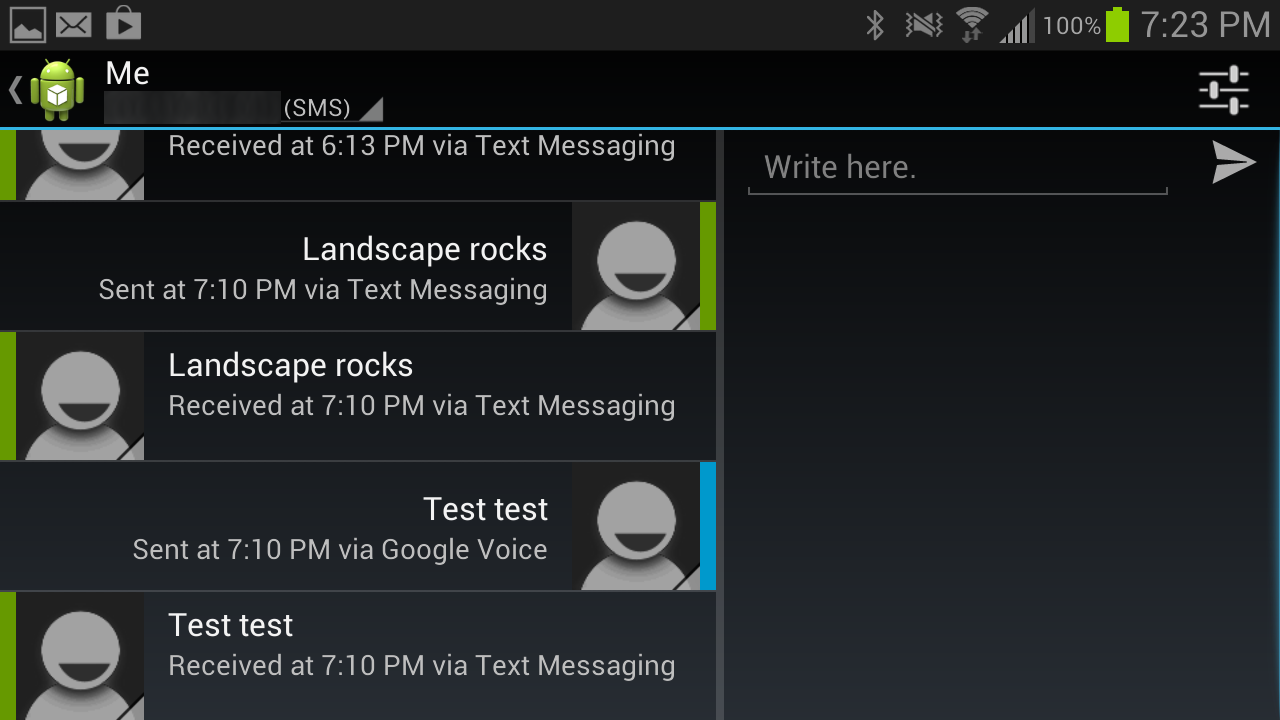 100% 7:23 PM
Me
(SMS)
Received at 6:13 PM via Text Messaging
Landscape rocks
Sent at 7:10 PM via Text Messaging
Landscape rocks
Received at 7:10 PM via Text Messaging
Test test
Sent at 7:10 PM via Google Voice
Test test
Received at 7:10 PM via Text Messaging
Write here.